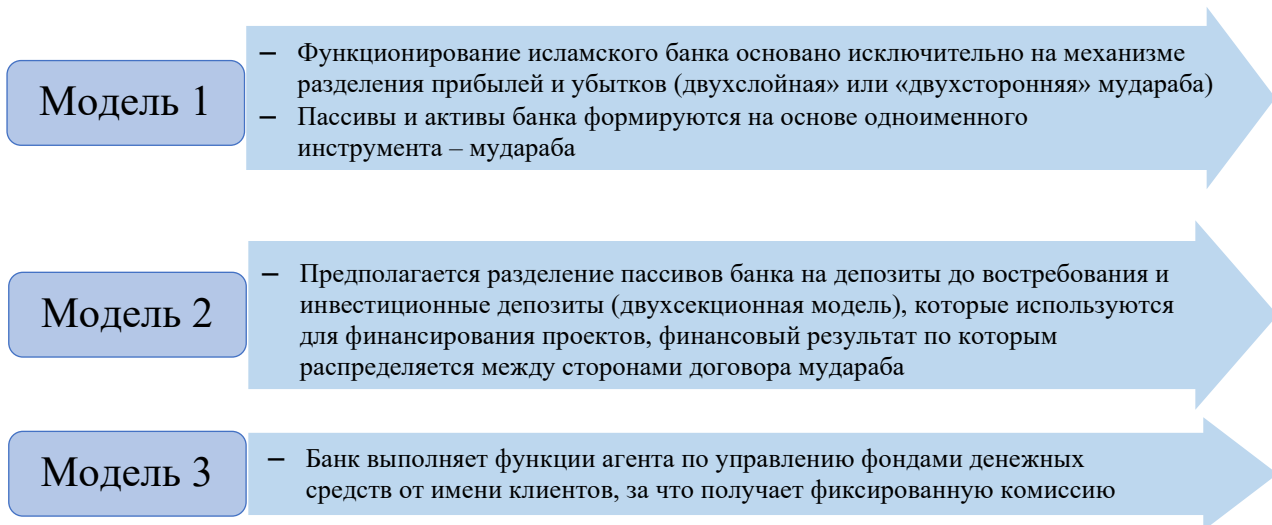 Модель 1
– Функционирование исламского банка основано исключительно на механизме
разделения прибылей и убытков (двухслойная» или «двухсторонняя» мудараба)
– Пассивы и активы банка формируются на основе одноименного
инструмента – мудараба
Модель 2
– Предполагается разделение пассивов банка на депозиты до востребования и
инвестиционные депозиты (двухсекционная модель), которые используются
для финансирования проектов, финансовый результат по которым
распределяется между сторонами договора мудараба
Модель 3
– Банк выполняет функции агента по управлению фондами денежных
средств от имени клиентов, за что получает фиксированную комиссию